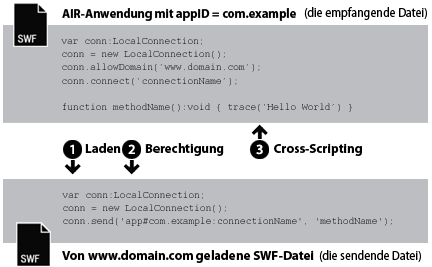 AIR-Anwendung mit appID = com.example (die empfangende Datei)
SWF
var conn:LocalConnection;
conn = new LocalConnection();
conn.allowDomain('www.domain.com');
conn.connect('connectionName');
function methodName():void { trace('Hello World') }
1 Laden 2 Berechtigung 3 Cross-Scripting
var conn:LocalConnection;
conn = new LocalConnection();
conn.send('app#com.example:connectionName', 'methodName');
SWF
Von www.domain.com geladene SWF-Datei (die sendende Datei)